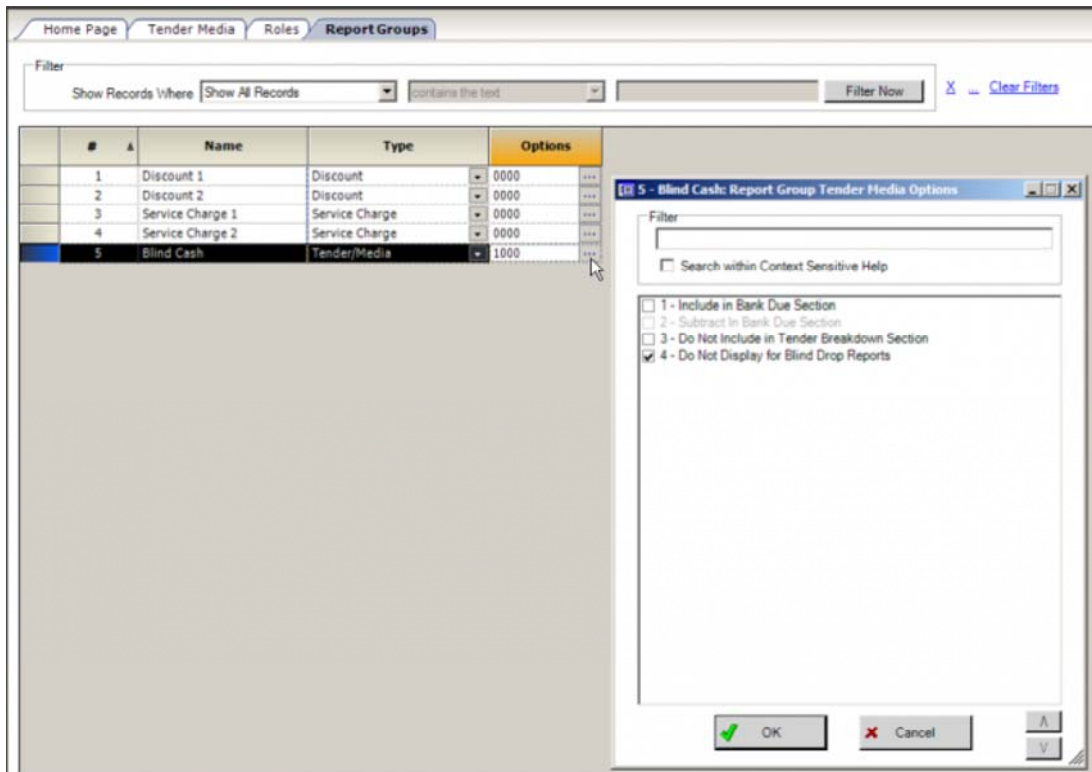 Home Page Tender Media Roles Report Groups
Filter
Show Records Where Show All Records contains the text Filter Now X ... Clear Filters
# Name Type Options
1 Discount 1 Discount 0000 ...
2 Discount 2 Discount 0000 ...
3 Service Charge 1 Service Charge 0000 ...
4 Service Charge 2 Service Charge 0000 ...
5 Blind Cash Tender/Media 1000 ...
5 - Blind Cash: Report Group Tender Media Options
Filter
Search within Context Sensitive Help
1 - Include in Bank Due Section
2 - Subtract In Bank Due Section
3 - Do Not Include in Tender Breakdown Section
4 - Do Not Display for Blind Drop Reports
OK Cancel